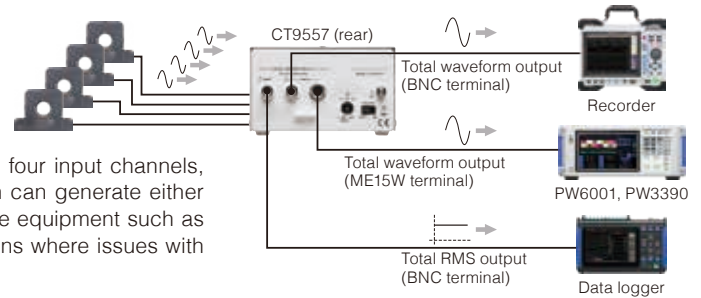 CT9557 (rear)
Total waveform output
(BNC terminal)
Recorder
four input channels,
can generate either
e equipment such as
ns where issues with
Total waveform output
(ME15W terminal)
PW6001, PW3390
Total RMS output
(BNC terminal)
Data logger